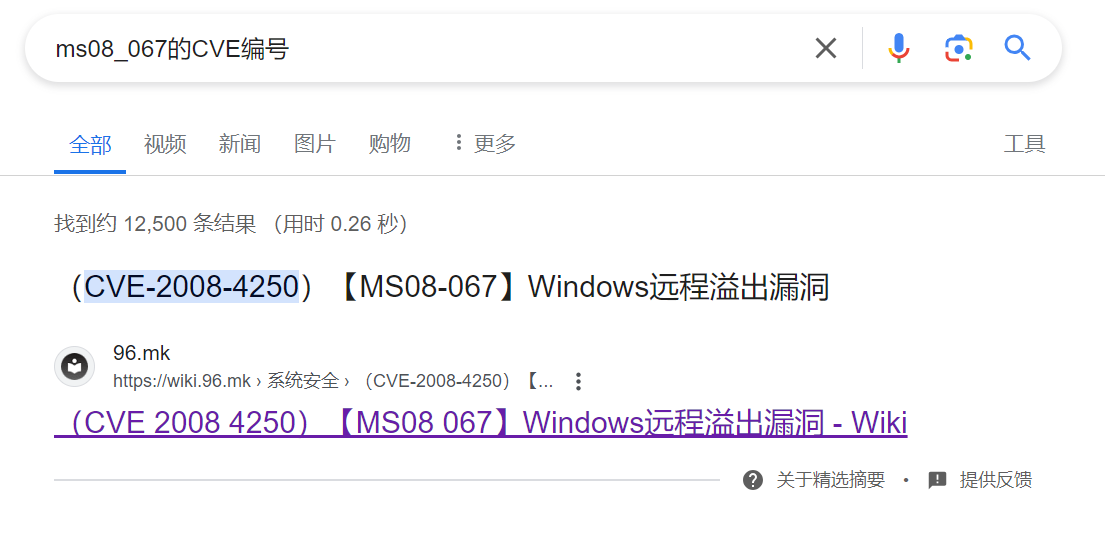 ms08_067的CVE编号
全部 视频 新闻 图片 购物 更多 工具
找到约 12,500 条结果 （用时 0.26 秒）
（CVE-2008-4250）【MS08-067】Windows远程溢出漏洞
96.mk
https://wiki.96.mk › 系统安全 › （CVE-2008-4250）【...
（CVE 2008 4250）【MS08 067】Windows远程溢出漏洞 - Wiki
关于精选摘要 • 提供反馈